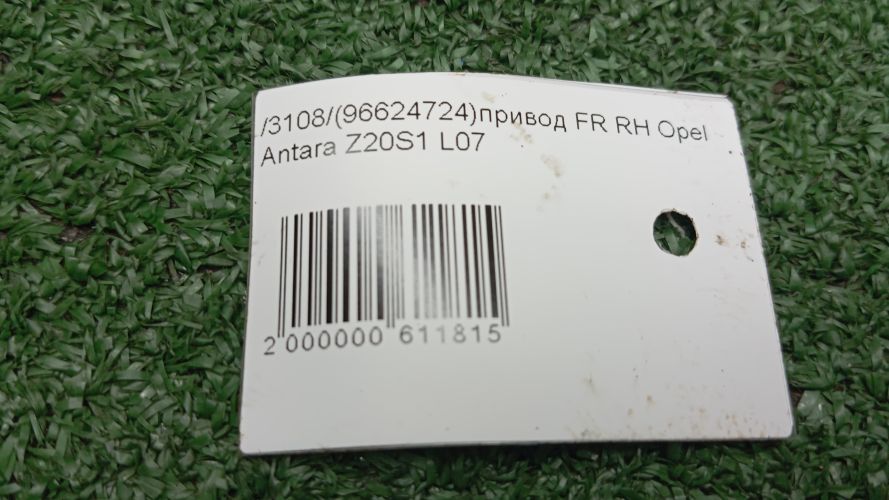 /3108/(96624724)привод FR RH Opel
Antara Z20S1 L07
2 000000 611815